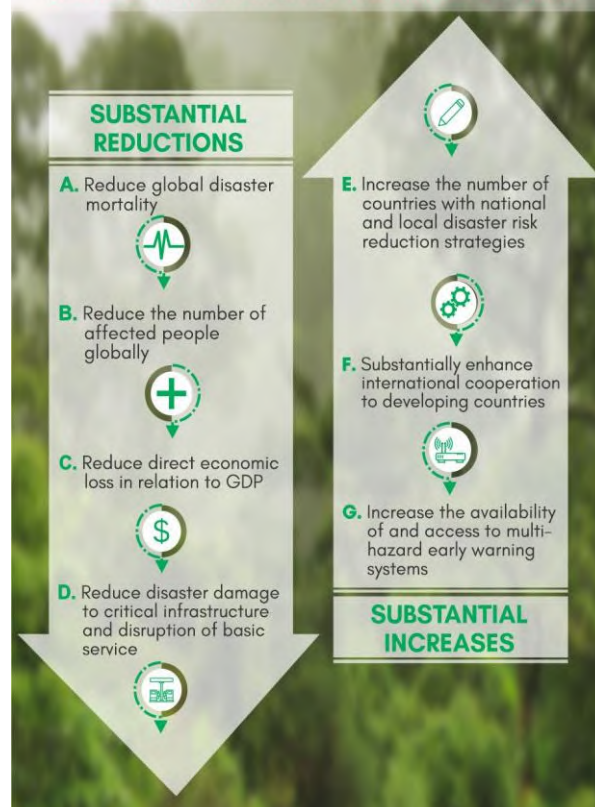 SUBSTANTIAL
REDUCTIONS
A. Reduce global disaster
mortality
B. Reduce the number of
affected people
globally
C. Reduce direct economic
loss in relation to GDP
$
D. Reduce disaster damage
to critical infrastructure
and disruption of basic
service
E. Increase the number of
countries with national
and local disaster risk
reduction strategies
F. Substantially enhance
international cooperation
to developing countries
G. Increase the availability
of and access to multi-
hazard early warning
systems
SUBSTANTIAL
INCREASES